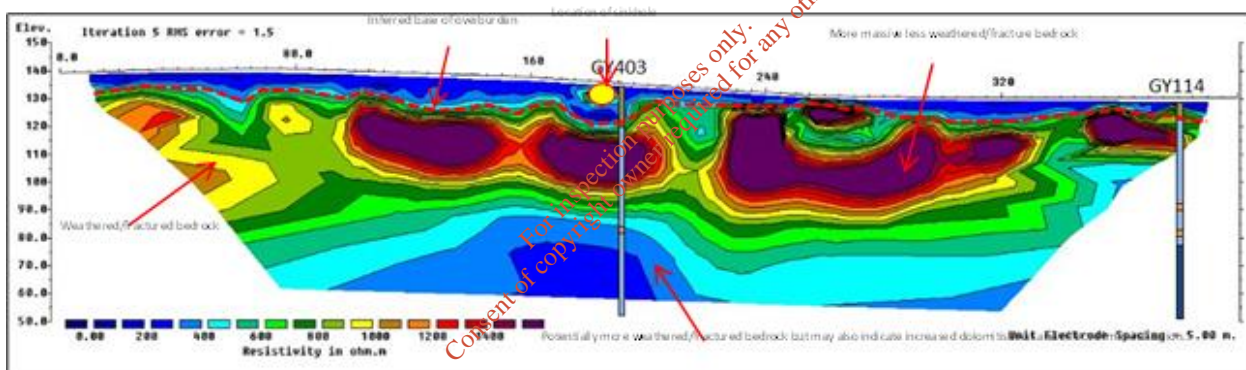 Location of sinkhole
Inferred base of overburden
Elev.
Iteration 5 RMS error = 1.5
More massive less weathered/fracture bedrock
150
0.0
80.0
160
GY403
240
320
GY114
140
130
120
110
100
90.0
80.0
70.0
60.0
50.0
Weathered/fractured bedrock
For inspection purposes only.
Consent of copyright owner required for any oth
Potentially more weathered/fractured bedrock but may also indicate increased
Unit Electrode Spacing = 5.00 m.
0.00 200 400 600 800 1000 1200 1400
Resistivity in ohm.m